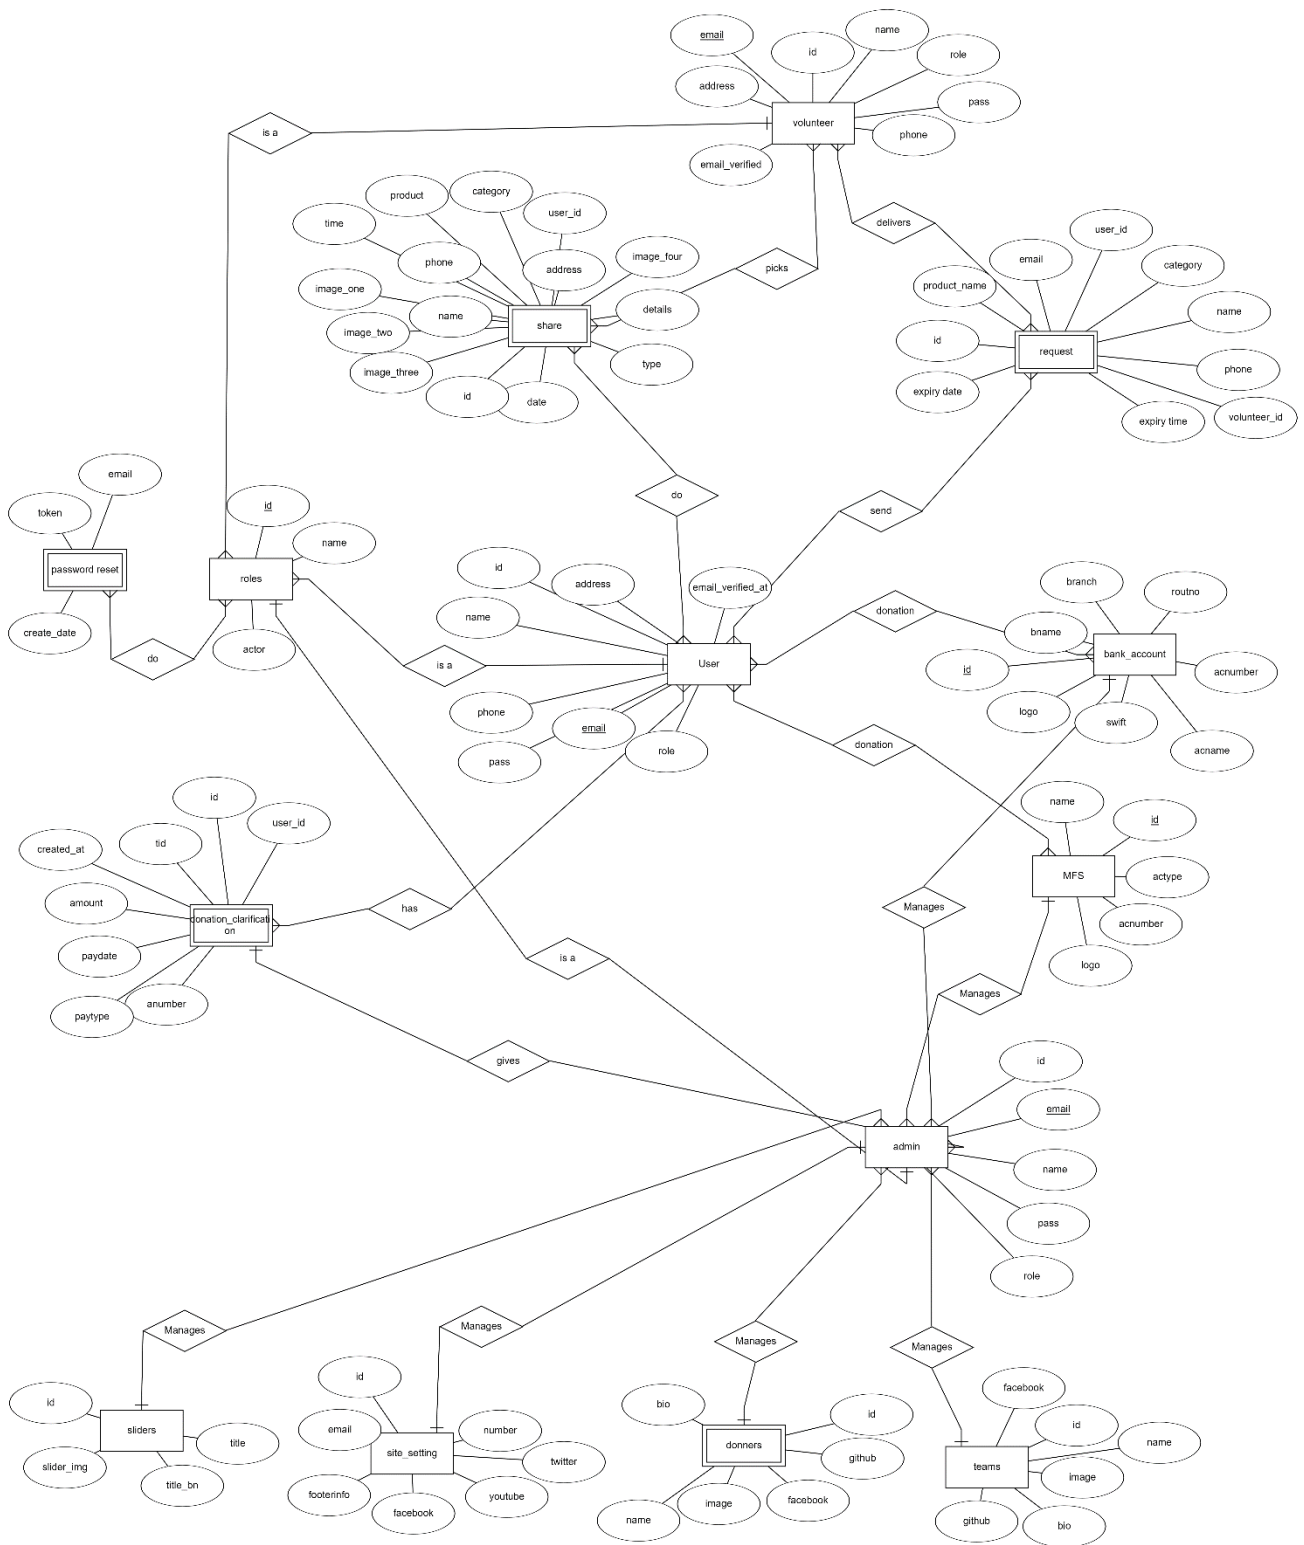 email
id
name
role
address
pass
volunteer
phone
is a
email_verified
product
category
user_id
time
delivers
user_id
phone
address
image_four
email
category
picks
product_name
image_one
name
details
name
image_two
share
id
request
image_three
type
phone
expiry date
id
date
volunteer_id
expiry time
email
do
token
id
send
name
password reset
roles
id
address
email_verified_at
branch
routno
donation
name
bname
create_date
actor
do
is a
User
id
bank_account
acnumber
phone
logo
swift
email
role
donation
acname
pass
id
name
id
user_id
tid
created_at
MFS
actype
amount
has
Manages
acnumber
donation_clarificati
on
paydate
is a
logo
Manages
paytype
anumber
gives
id
email
admin
name
pass
role
Manages
Manages
Manages
Manages
id
facebook
id
bio
id
email
number
id
name
sliders
title
site_setting
donners
github
twitter
teams
image
slider_img
title_bn
footerinfo
youtube
facebook
image
facebook
name
github
bio